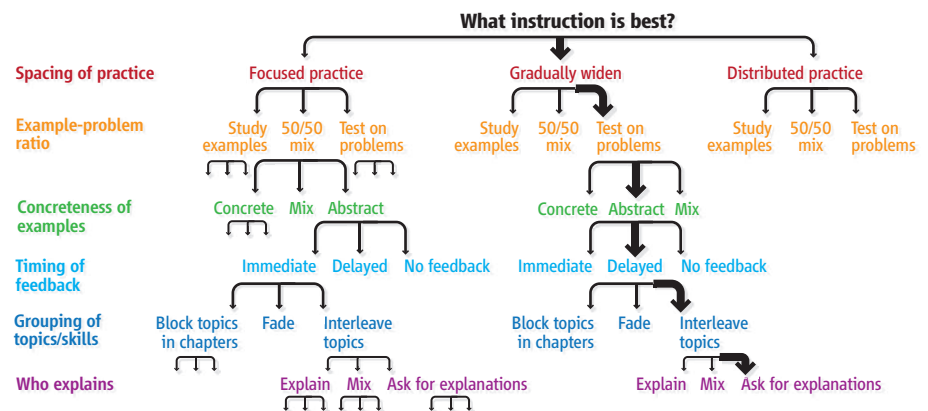 What instruction is best?
Spacing of practice Focused practice Gradually widen Distributed practice
Example-problem Study 50/50 Test on Study 50/50 Test on Study 50/50 Test on
ratio examples mix problems examples mix problems examples mix problems
Concreteness of Concrete Mix Abstract Concrete Abstract Mix
examples
Timing of Immediate Delayed No feedback Immediate Delayed No feedback
feedback
Grouping of Block topics Fade Interleave Block topics Fade Interleave
topics/skills in chapters topics in chapters topics
Who explains Explain Mix Ask for explanations Explain Mix Ask for explanations